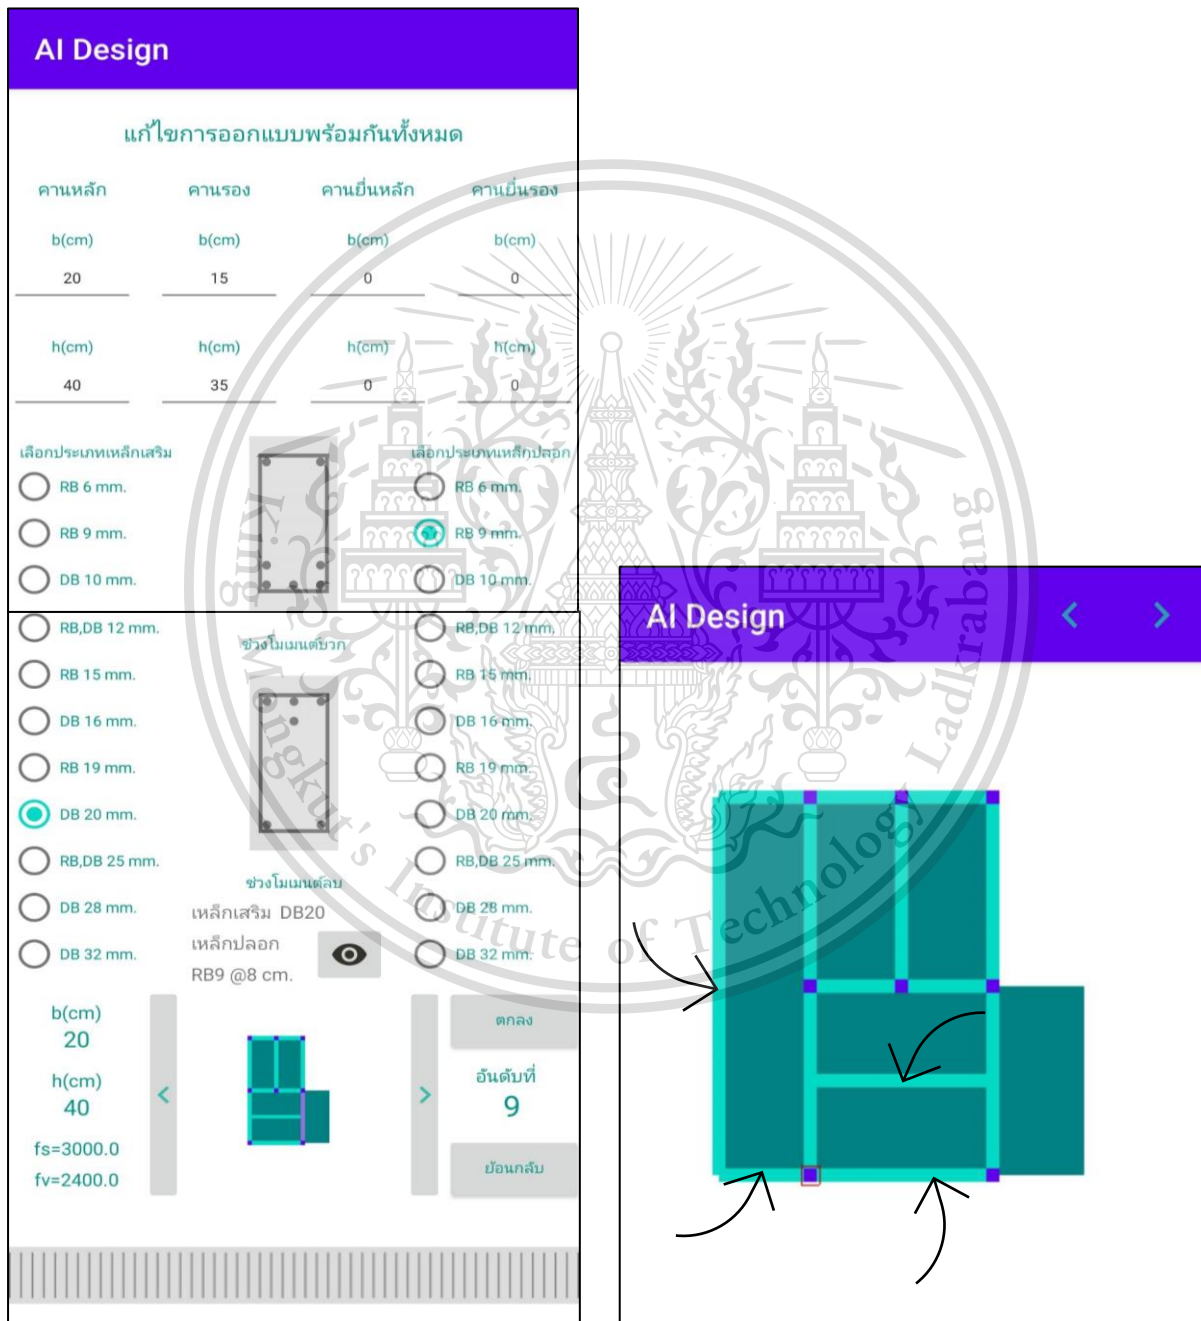 AI Design
แก้ไขการออกแบบพร้อมกันทั้งหมด
คานหลัก คานรอง คานยื่นหลัก คานยื่นรอง
b(cm) b(cm) b(cm) b(cm)
20 15 0 0
h(cm) h(cm) h(cm) h(cm)
40 35 0 0
เลือกประเภทเหล็กเสริม เลือกประเภทเหล็กปลอก
RB 6 mm. RB 6 mm.
RB 9 mm. RB 9 mm.
DB 10 mm. DB 10 mm.
RB,DB 12 mm. RB,DB 12 mm.
ช่วงโมเมนต์บวก
RB 15 mm. RB 15 mm.
DB 16 mm. DB 16 mm.
RB 19 mm. RB 19 mm.
DB 20 mm. DB 20 mm.
RB,DB 25 mm. RB,DB 25 mm.
ช่วงโมเมนต์ลบ
DB 28 mm. DB 28 mm.
เหล็กเสริม DB20
เหล็กปลอก
DB 32 mm. DB 32 mm.
RB9 @8 cm.
b(cm)
20
ตกลง
h(cm)
40
อันดับที่
9
fs=3000.0
fv=2400.0
ย้อนกลับ
AI Design
King Mongkut's Institute of Technology Ladkrabang